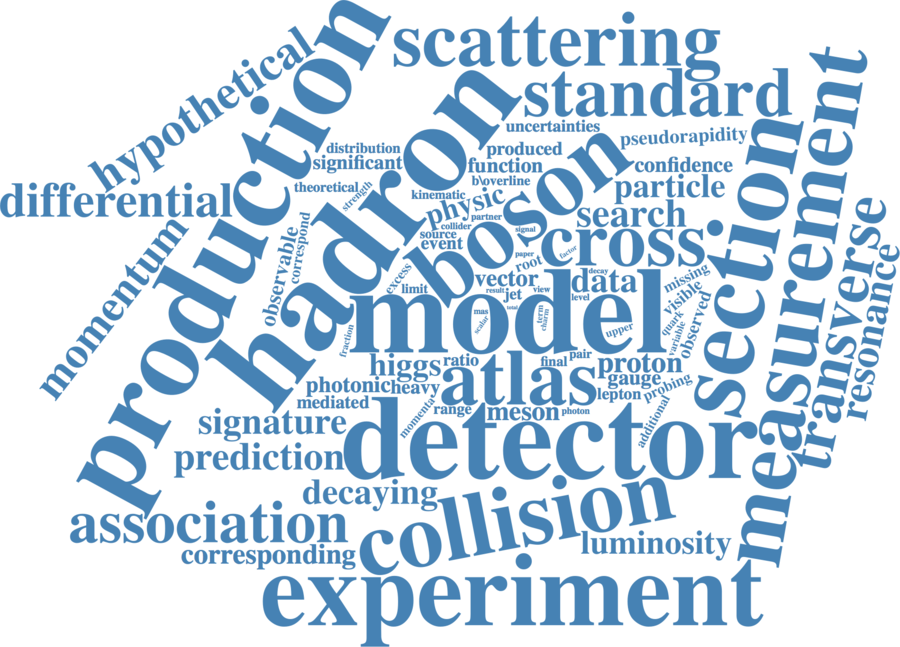 scattering
production
hypothetical
standard
measurement
hadron
uncertainties
pseudorapidity
distribution
produced
significant
function
confidence
boson
section
b\overline
particle
theoretical
strength
kinematic
differential
physic
partner
search
transverse
collider
signal
source
cross
event
observable
correspond
momentum
paper
factor
root
resonance
excess
vector
decay
data
missing
limit
result
jet
view
level
visible
model
mas
total
term
charm
scalar
upper
quark
observed
variable
fraction
higgs
ratio
final
pair
proton
atlas
gauge
photonic
heavy
probing
lepton
mediated
momenta
range
meson
photon
additional
signature
detector
prediction
decaying
collision
association
luminosity
corresponding
experiment